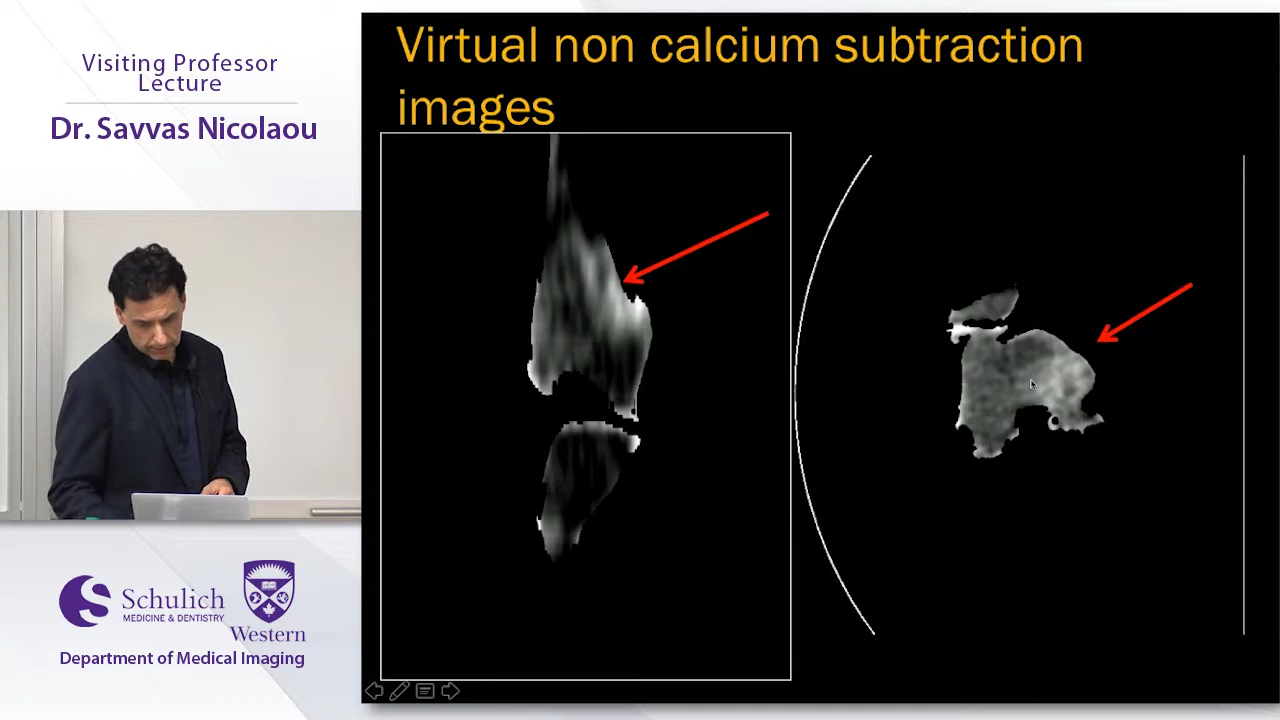 Visiting Professor
Lecture
Dr. Savvas Nicolaou
Virtual non calcium subtraction
images
Schulich
MEDICINE & DENTISTRY
Western
Department of Medical Imaging